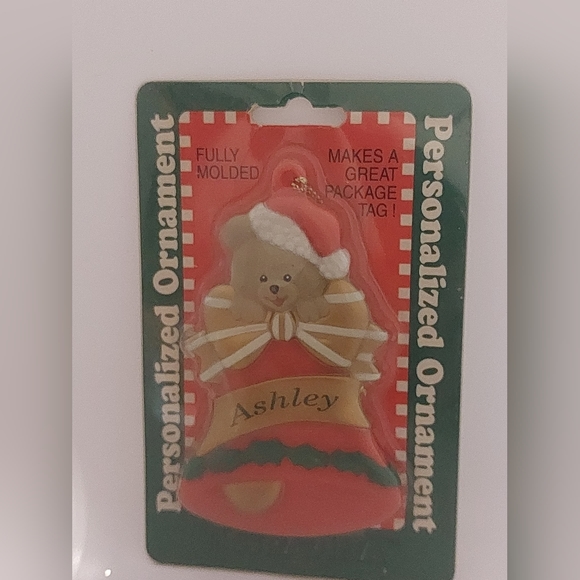 Personalized Ornament
FULLY
MOLDED
MAKES A
GREAT
PACKAGE
TAG !
Ashley
Personalized Ornament